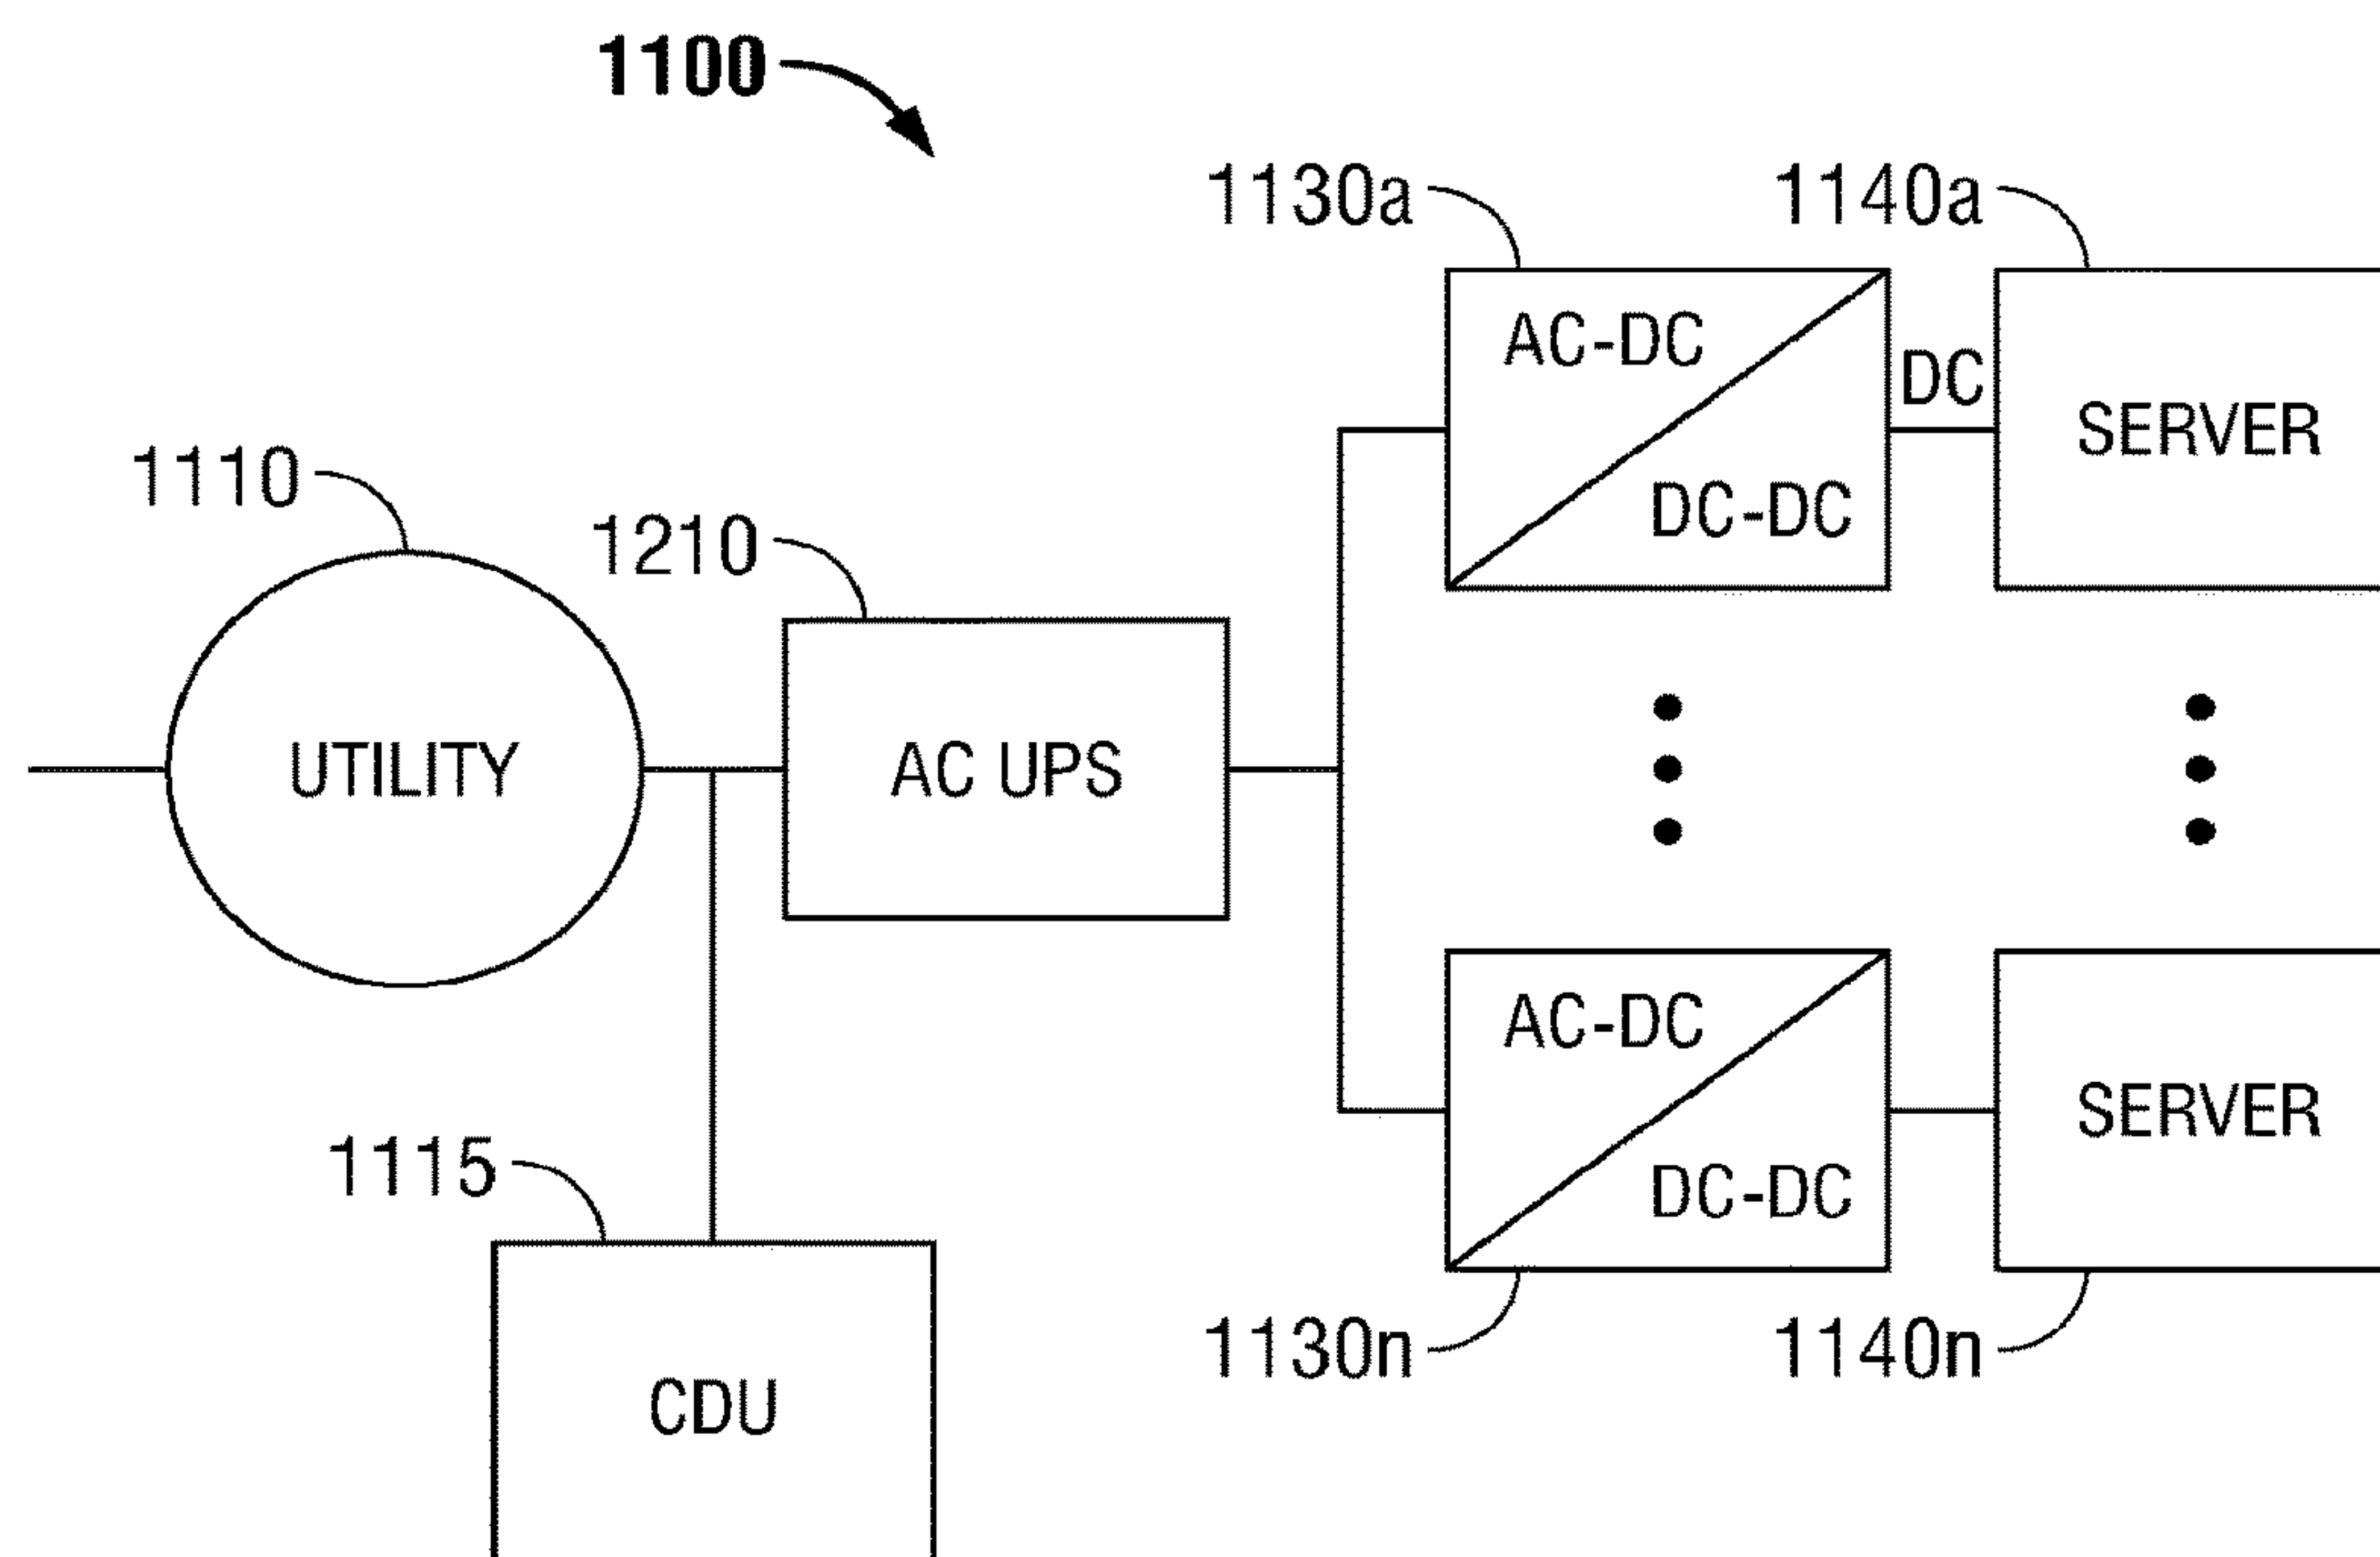 1100
1130a
1140a
AC-DC
DC
SERVER
DC-DC
1110
1210
UTILITY
AC UPS
AC-DC
SERVER
DC-DC
1115
1130n
1140n
CDU